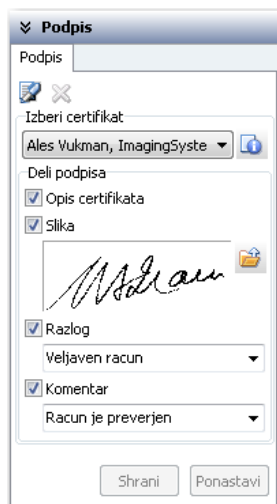 Podpis
Podpis
Izberi certifikat
Ales Vukman, ImagingSyste
Deli podpisa
Opis certifikata
Slika
Razlog
Veljaven racun
Komentar
Racun je preverjen
Shrani Ponastavi